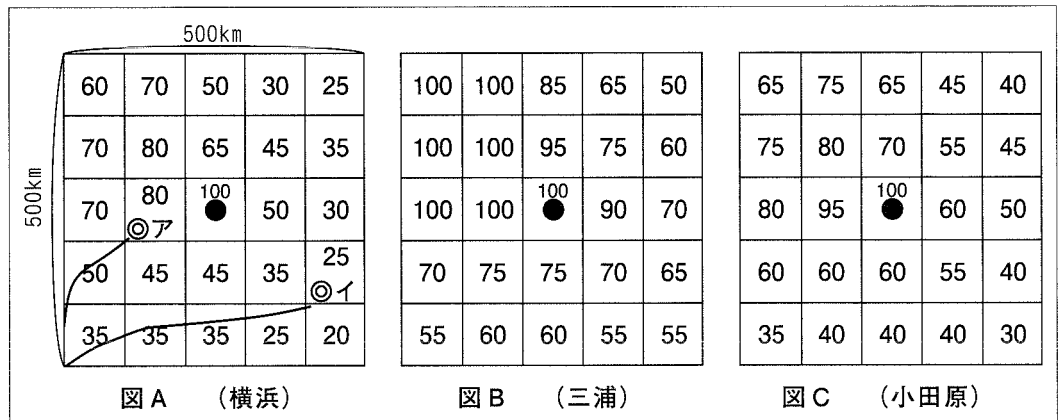 500km
500km
60 70 50 30 25
70 80 65 45 35
70 80 100 50 30
ア
50 45 45 35 25
イ
35 35 35 25 20
図A (横浜)
100 100 85 65 50
100 100 95 75 60
100 100 100 90 70
70 75 75 70 65
55 60 60 55 55
図B (三浦)
65 75 65 45 40
75 80 70 55 45
80 95 100 60 50
60 60 60 55 40
35 40 40 40 30
図C (小田原)